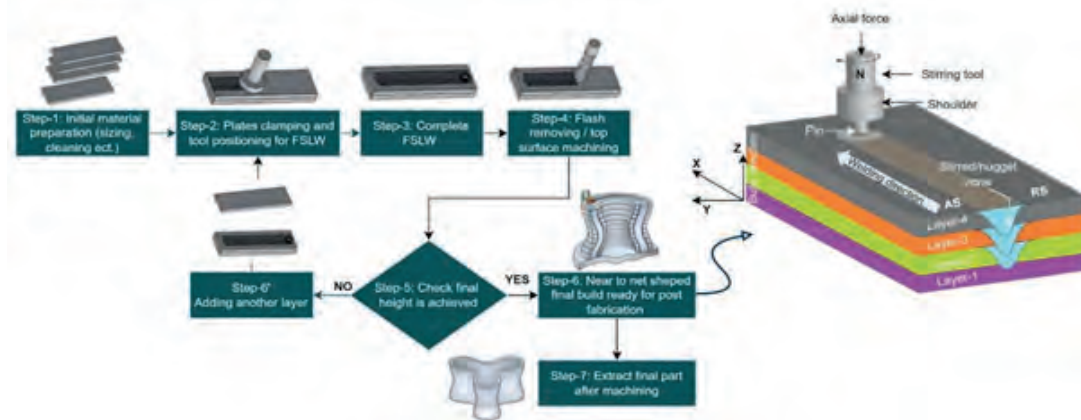 Step-1: Initial material
preparation (sizing,
cleaning ect.)
Step-2: Plates clamping and
tool positioning for FSLW
Step-3: Complete
FSLW
Step-4: Flash
removing / top
surface machining
Step-5: Check final
height is achieved
NO
YES
Step-6'
Adding another layer
Step-6: Near to net shaped
final build ready for post
fabrication
Step-7: Extract final part
after machining
Axial force
N
Stirring tool
Shoulder
Pin
Z
X
Y
Welding direction
Stirred/nugget
zone
AS
RS
Layer-4
Layer-3
Layer-1